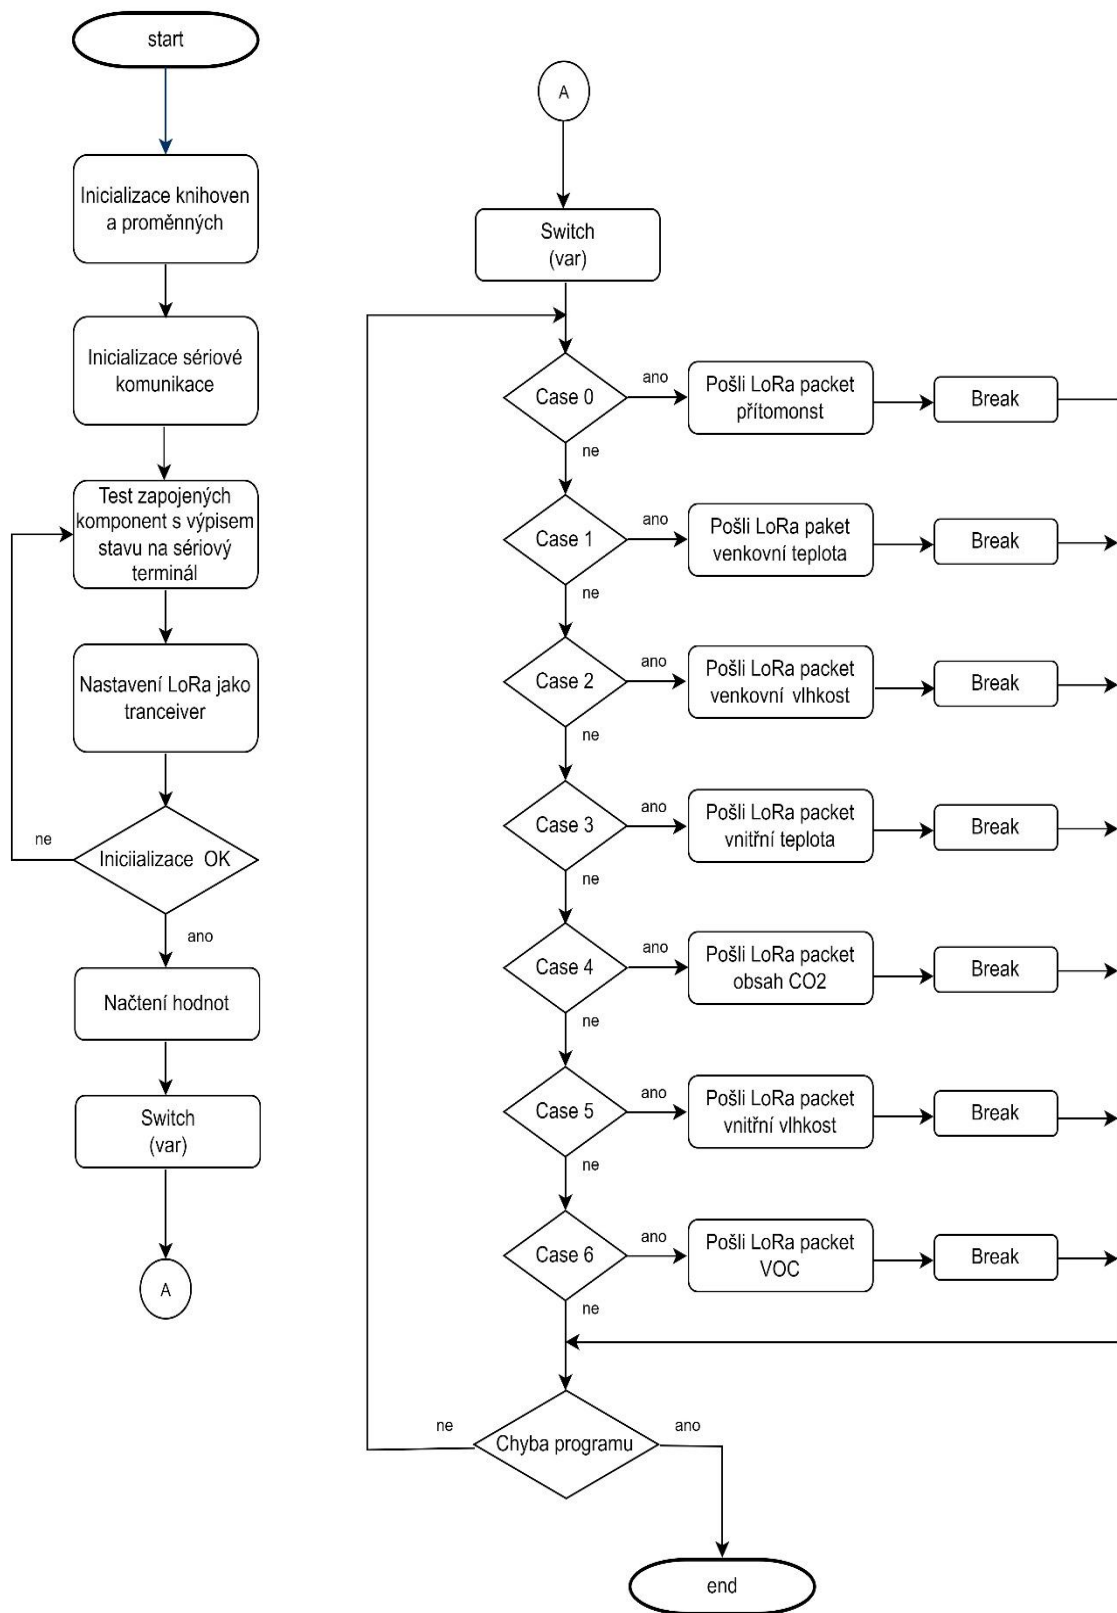 start
Inicializace knihoven
a proměnných
Inicializace sériové
komunikace
Test zapojených
komponent s výpisem
stavu na sériový
terminál
Nastavení LoRa jako
tranceiver
ne
Iniciializace OK
ano
Načtení hodnot
Switch
(var)
A
A
Switch
(var)
Case 0
ano
Pošli LoRa packet
přítomonst
Break
ne
Case 1
ano
Pošli LoRa paket
venkovní teplota
Break
ne
Case 2
ano
Pošli LoRa packet
venkovní vlhkost
Break
ne
Case 3
ano
Pošli LoRa packet
vnitřní teplota
Break
ne
Case 4
ano
Pošli LoRa packet
obsah CO2
Break
ne
Case 5
ano
Pošli LoRa packet
vnitřní vlhkost
Break
ne
Case 6
ano
Pošli LoRa packet
VOC
Break
ne
ne
Chyba programu
ano
end